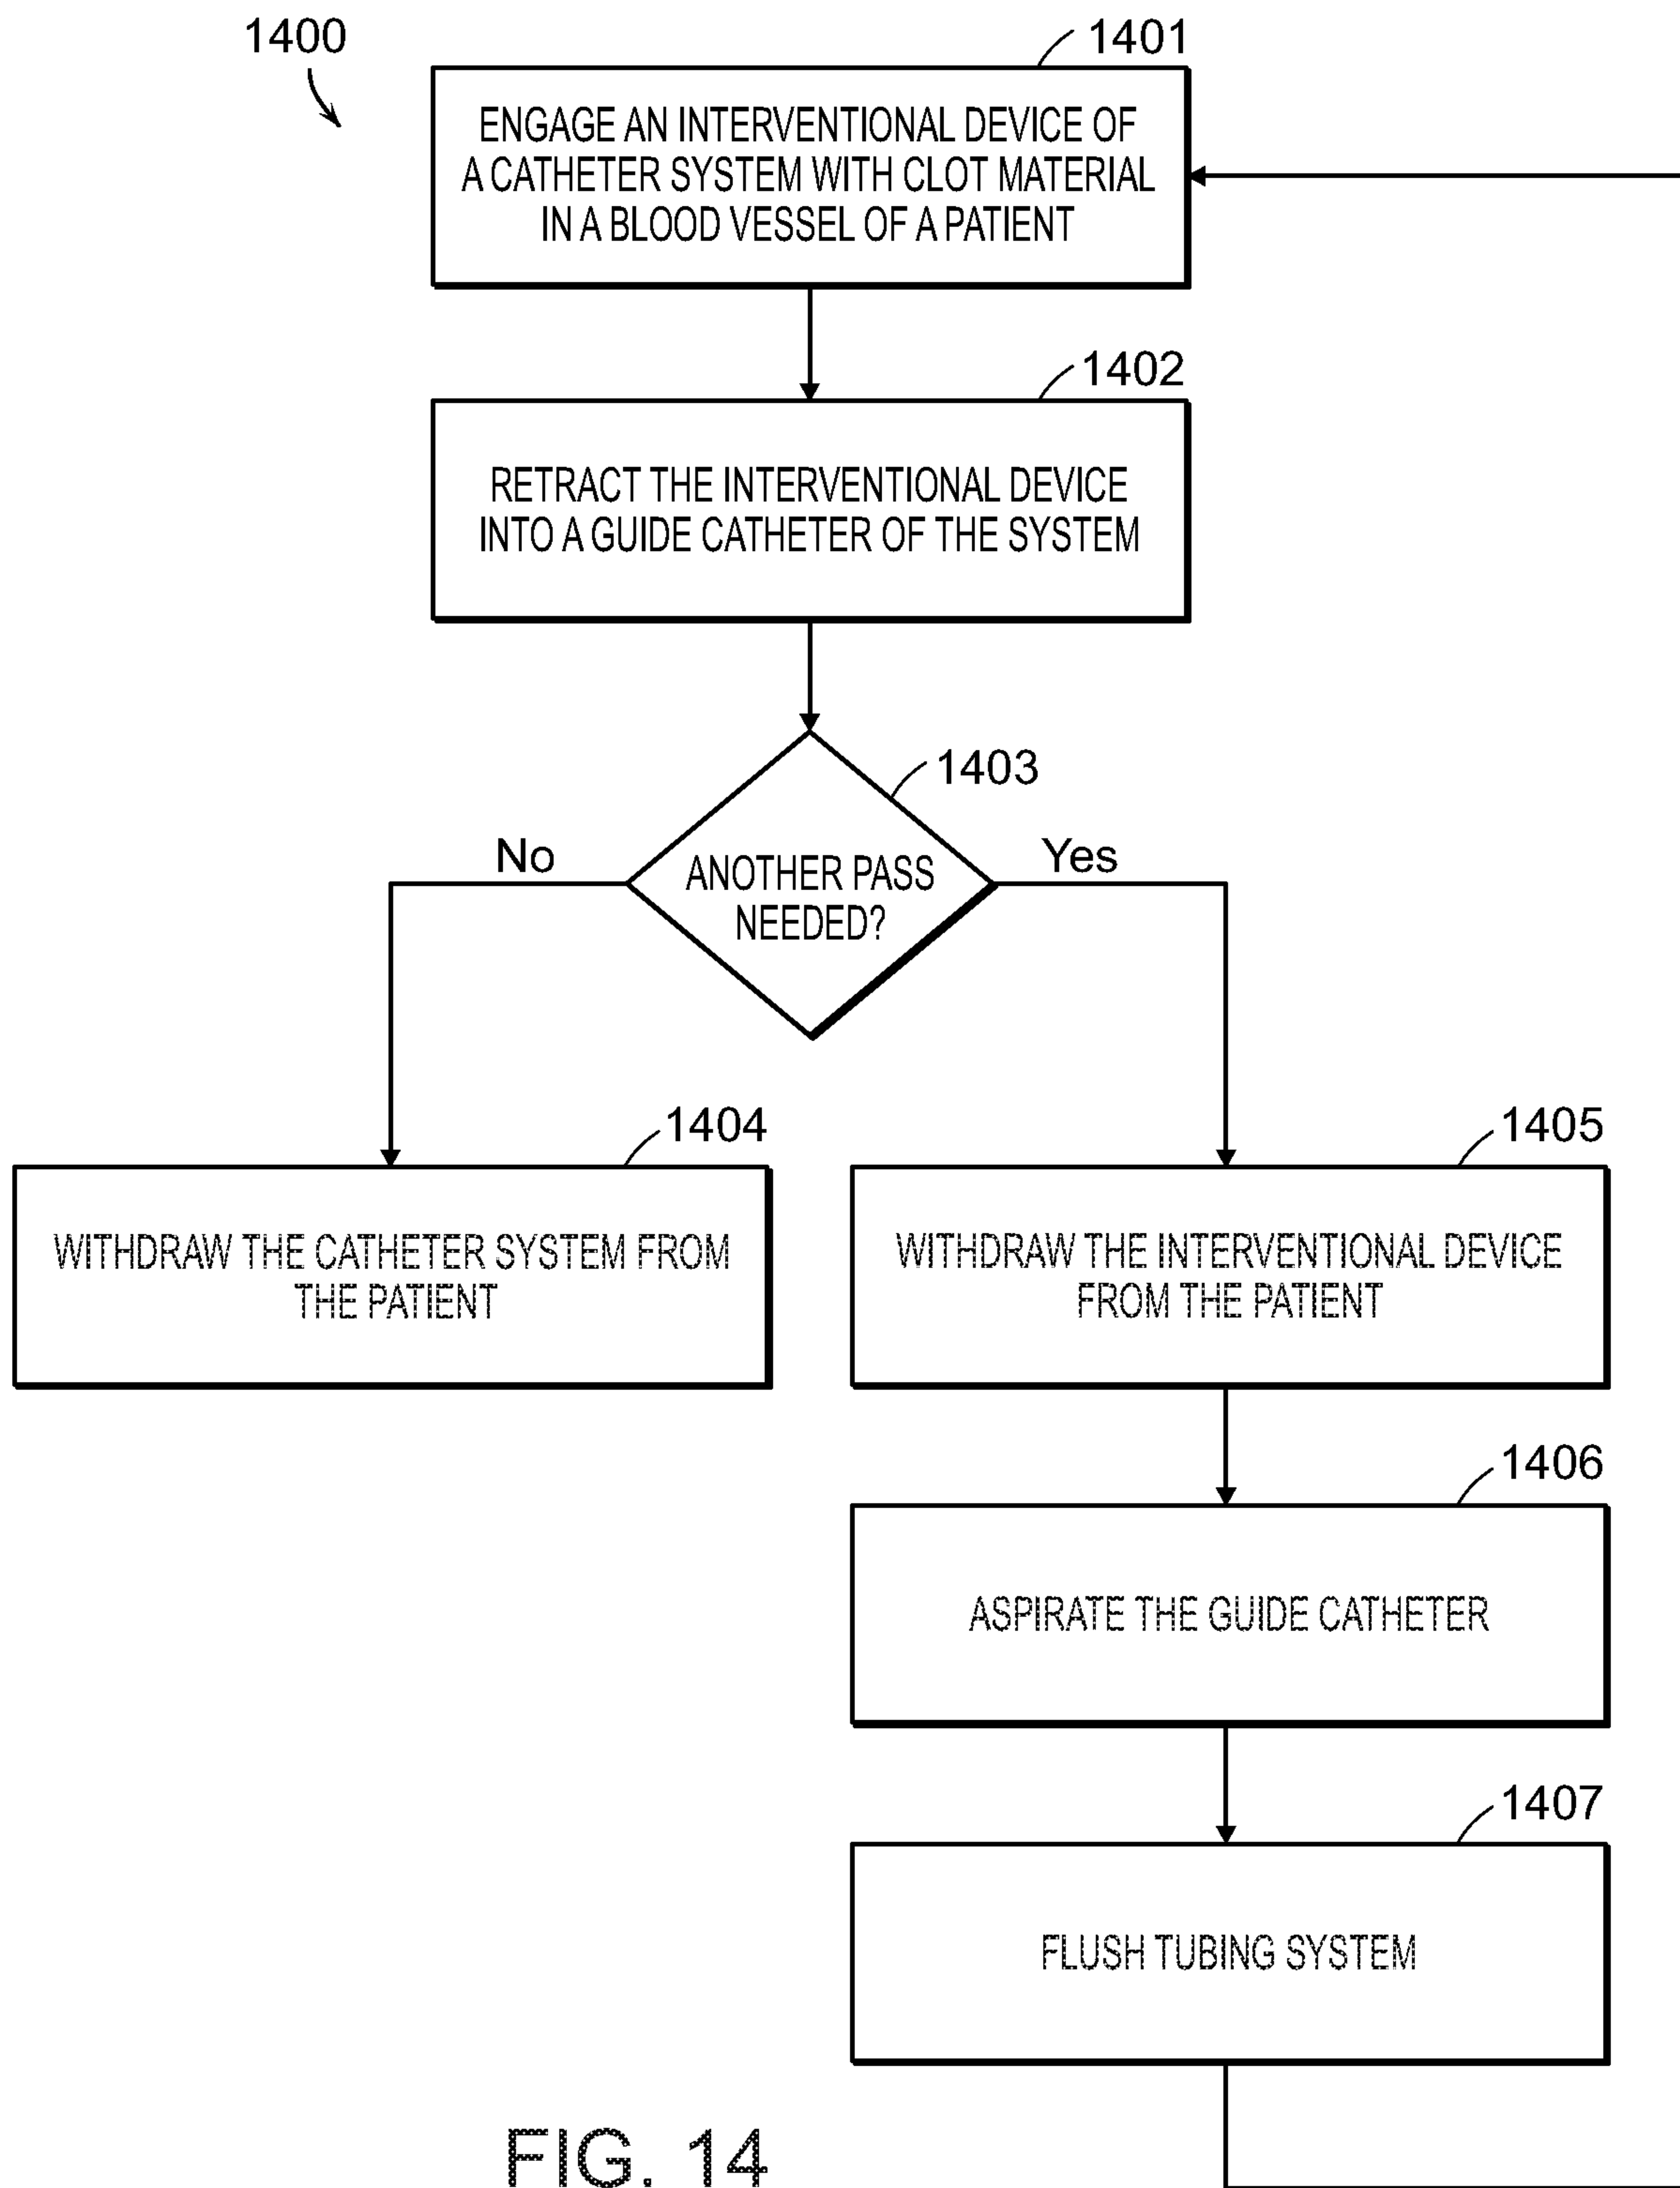 1400
1401
ENGAGE AN INTERVENTIONAL DEVICE OF
A CATHETER SYSTEM WITH CLOT MATERIAL
IN A BLOOD VESSEL OF A PATIENT
1402
RETRACT THE INTERVENTIONAL DEVICE
INTO A GUIDE CATHETER OF THE SYSTEM
1403
No
Yes
ANOTHER PASS
NEEDED?
1404
WITHDRAW THE CATHETER SYSTEM FROM
THE PATIENT
1405
WITHDRAW THE INTERVENTIONAL DEVICE
FROM THE PATIENT
1406
ASPIRATE THE GUIDE CATHETER
1407
FLUSH TUBING SYSTEM
FIG. 14